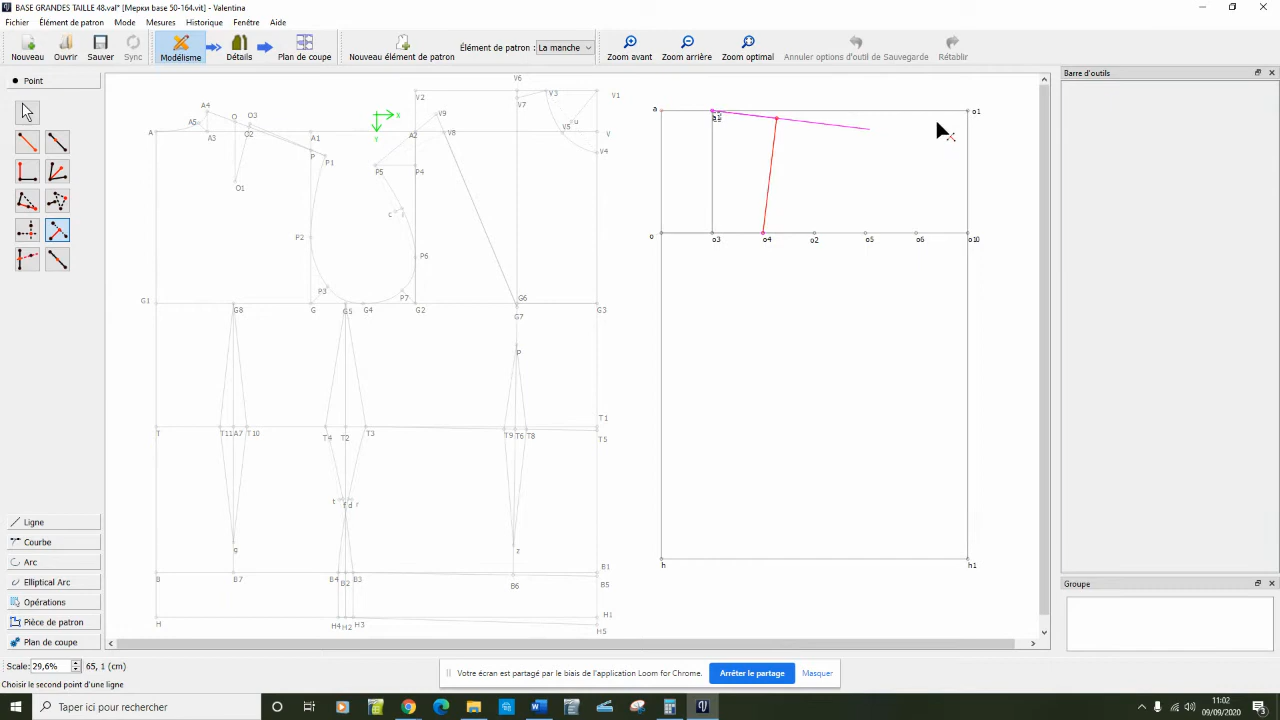 BASE GRANDES TAILLE 48.val* [Мерки base 50-164.vit] - Valentina
Fichier Élément de patron Mode Mesures Historique Fenêtre Aide
Nouveau Ouvrir Sauver Sync Modélisme Détails Plan de coupe Nouveau élément de patron Élément de patron: La manche Zoom avant Zoom arrière Zoom optimal Annuler options d'outil de Sauvegarde Rétablir
Point
Barre d'outils
V6
V2 V3 V1
V7
A4 O O3 V9 V5 u
A A5 A3 O2 A1 A2 V8 V
P P1 V4
P5 P4
O1
c
P2
P6
P3 P7
G1 G8 G G5 G4 G2 G6 G3
G7
p
T T11 A7 T10 T4 T2 T3 T9 T6 T8 T1
T5
t f d r
g z
B B7 B4 B2 B3 B6 B1
B5
H H4 H2 H3 H1
H5
X
Y
a o1
o o3 o4 o2 o5 o6 o10
h h1
Ligne
Courbe
Arc
Elliptical Arc
Opérations
Pièce de patron
Plan de coupe
Groupe
Scale: 29,6% 65, 1 (cm)
Choisir le second point d'une ligne
Votre écran est partagé par le biais de l'application Loom for Chrome. Arrêter le partage Masquer
Taper ici pour rechercher
11:02
09/09/2020
3